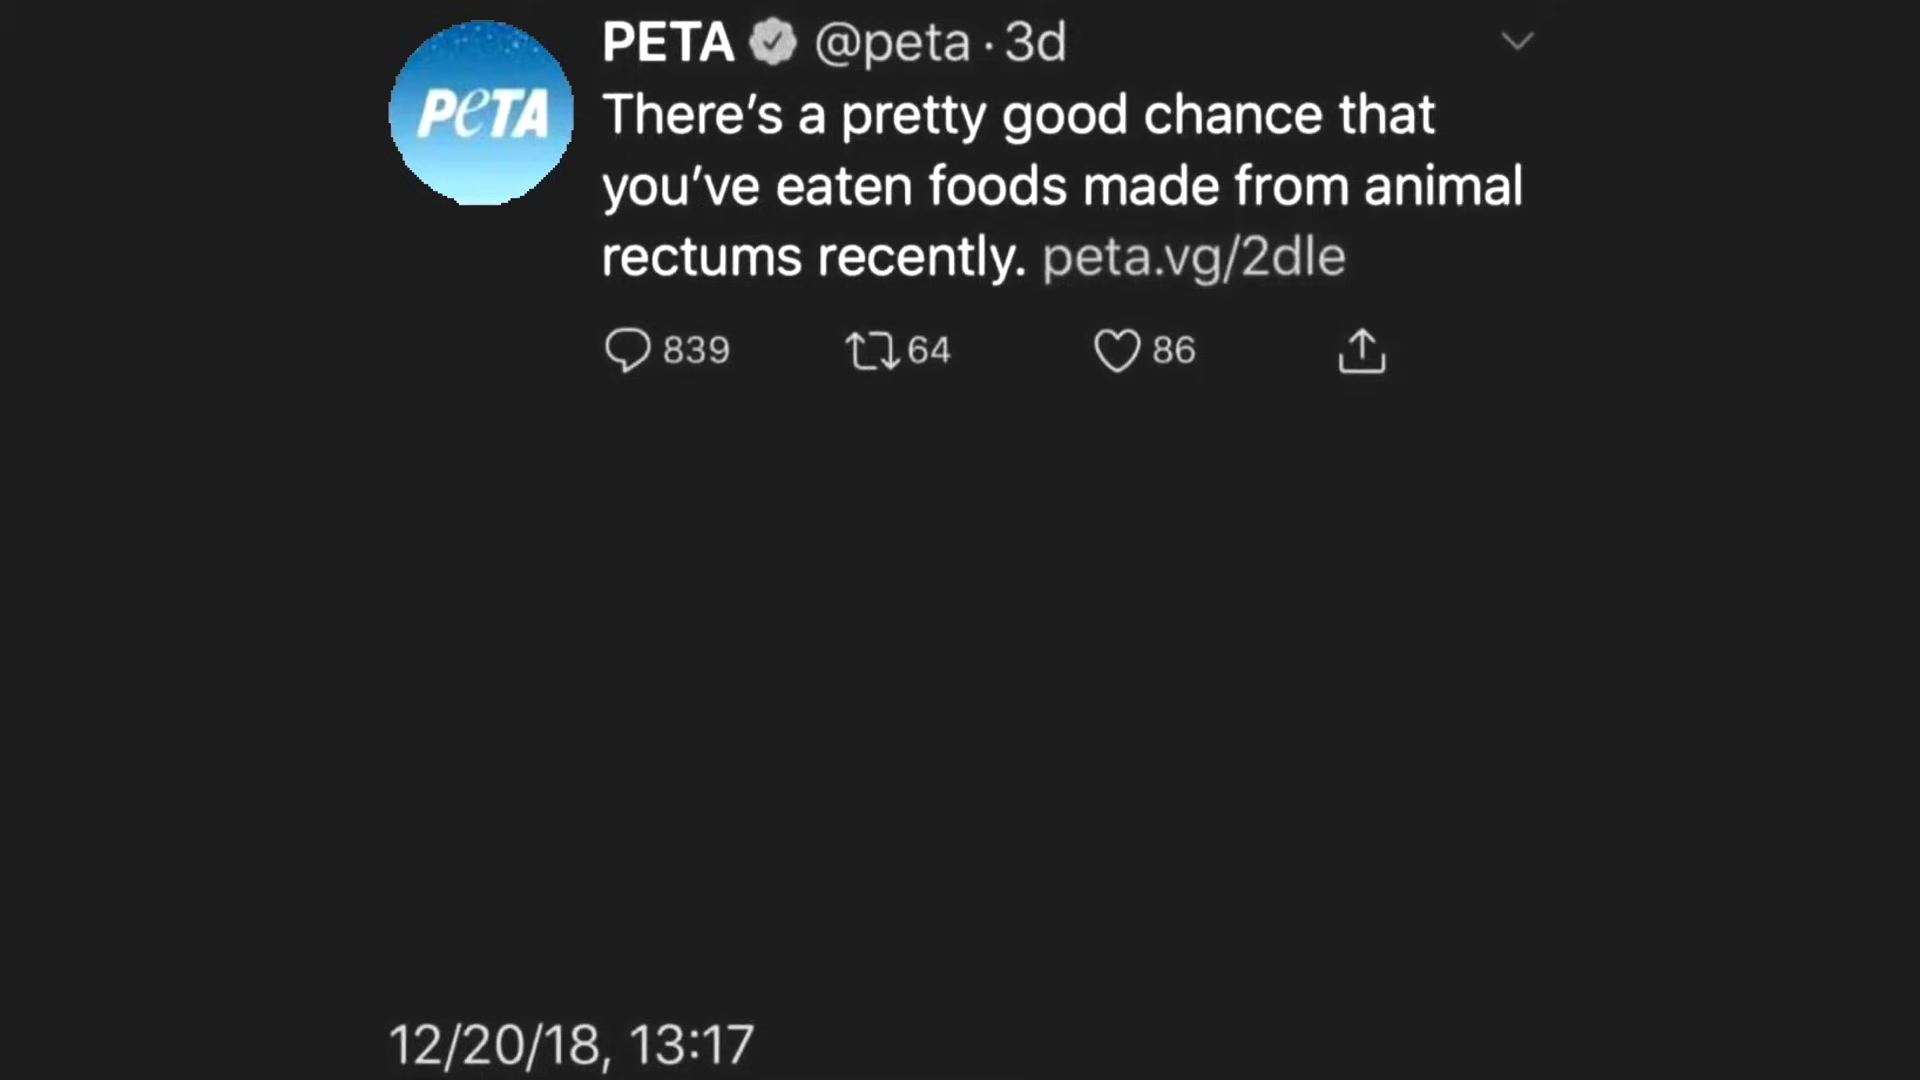 PETA @peta · 3d
PeTA
There's a pretty good chance that
you've eaten foods made from animal
rectums recently. peta.vg/2dle
839 64 86
12/20/18, 13:17